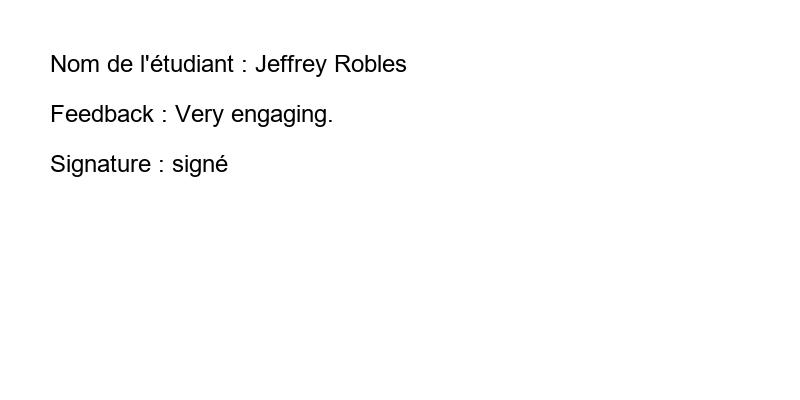 Nom de l'étudiant : Jeffrey Robles
Feedback : Very engaging.
Signature : signé